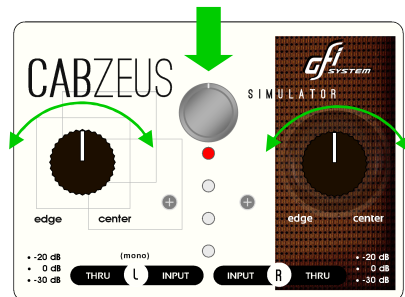 gfi
SYSTEM
CABZEUS
SIMULATOR
edge center
edge center
• -20 dB
• 0 dB
• -30 dB
(mono)
THRU L INPUT
INPUT R THRU
• -20 dB
• 0 dB
• -30 dB